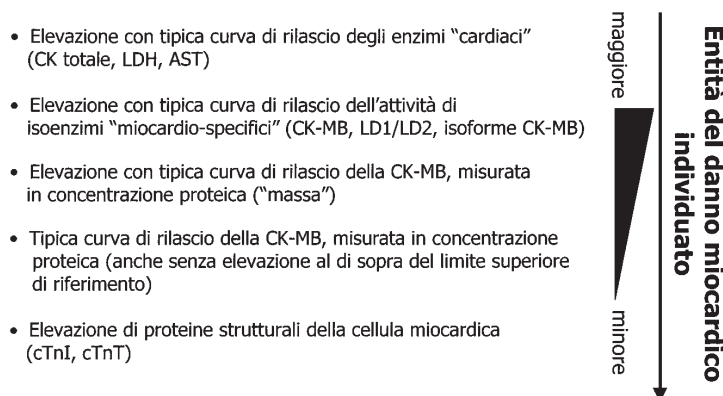 • Elevazione con tipica curva di rilascio degli enzimi “cardiaci”
(CK totale, LDH, AST)
• Elevazione con tipica curva di rilascio dell’attività di
isoenzimi “miocardio-specifici” (CK-MB, LD1/LD2, isoforme CK-MB)
• Elevazione con tipica curva di rilascio della CK-MB, misurata
in concentrazione proteica (“massa”)
• Tipica curva di rilascio della CK-MB, misurata in concentrazione
proteica (anche senza elevazione al di sopra del limite superiore
di riferimento)
• Elevazione di proteine strutturali della cellula miocardica
(cTnI, cTnT)
maggiore
minore
Entità del danno miocardico
individuato